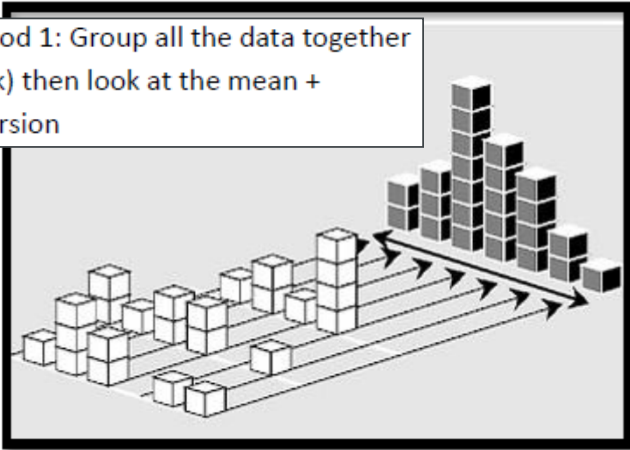 od 1: Group all the data together
) then look at the mean +
rsion